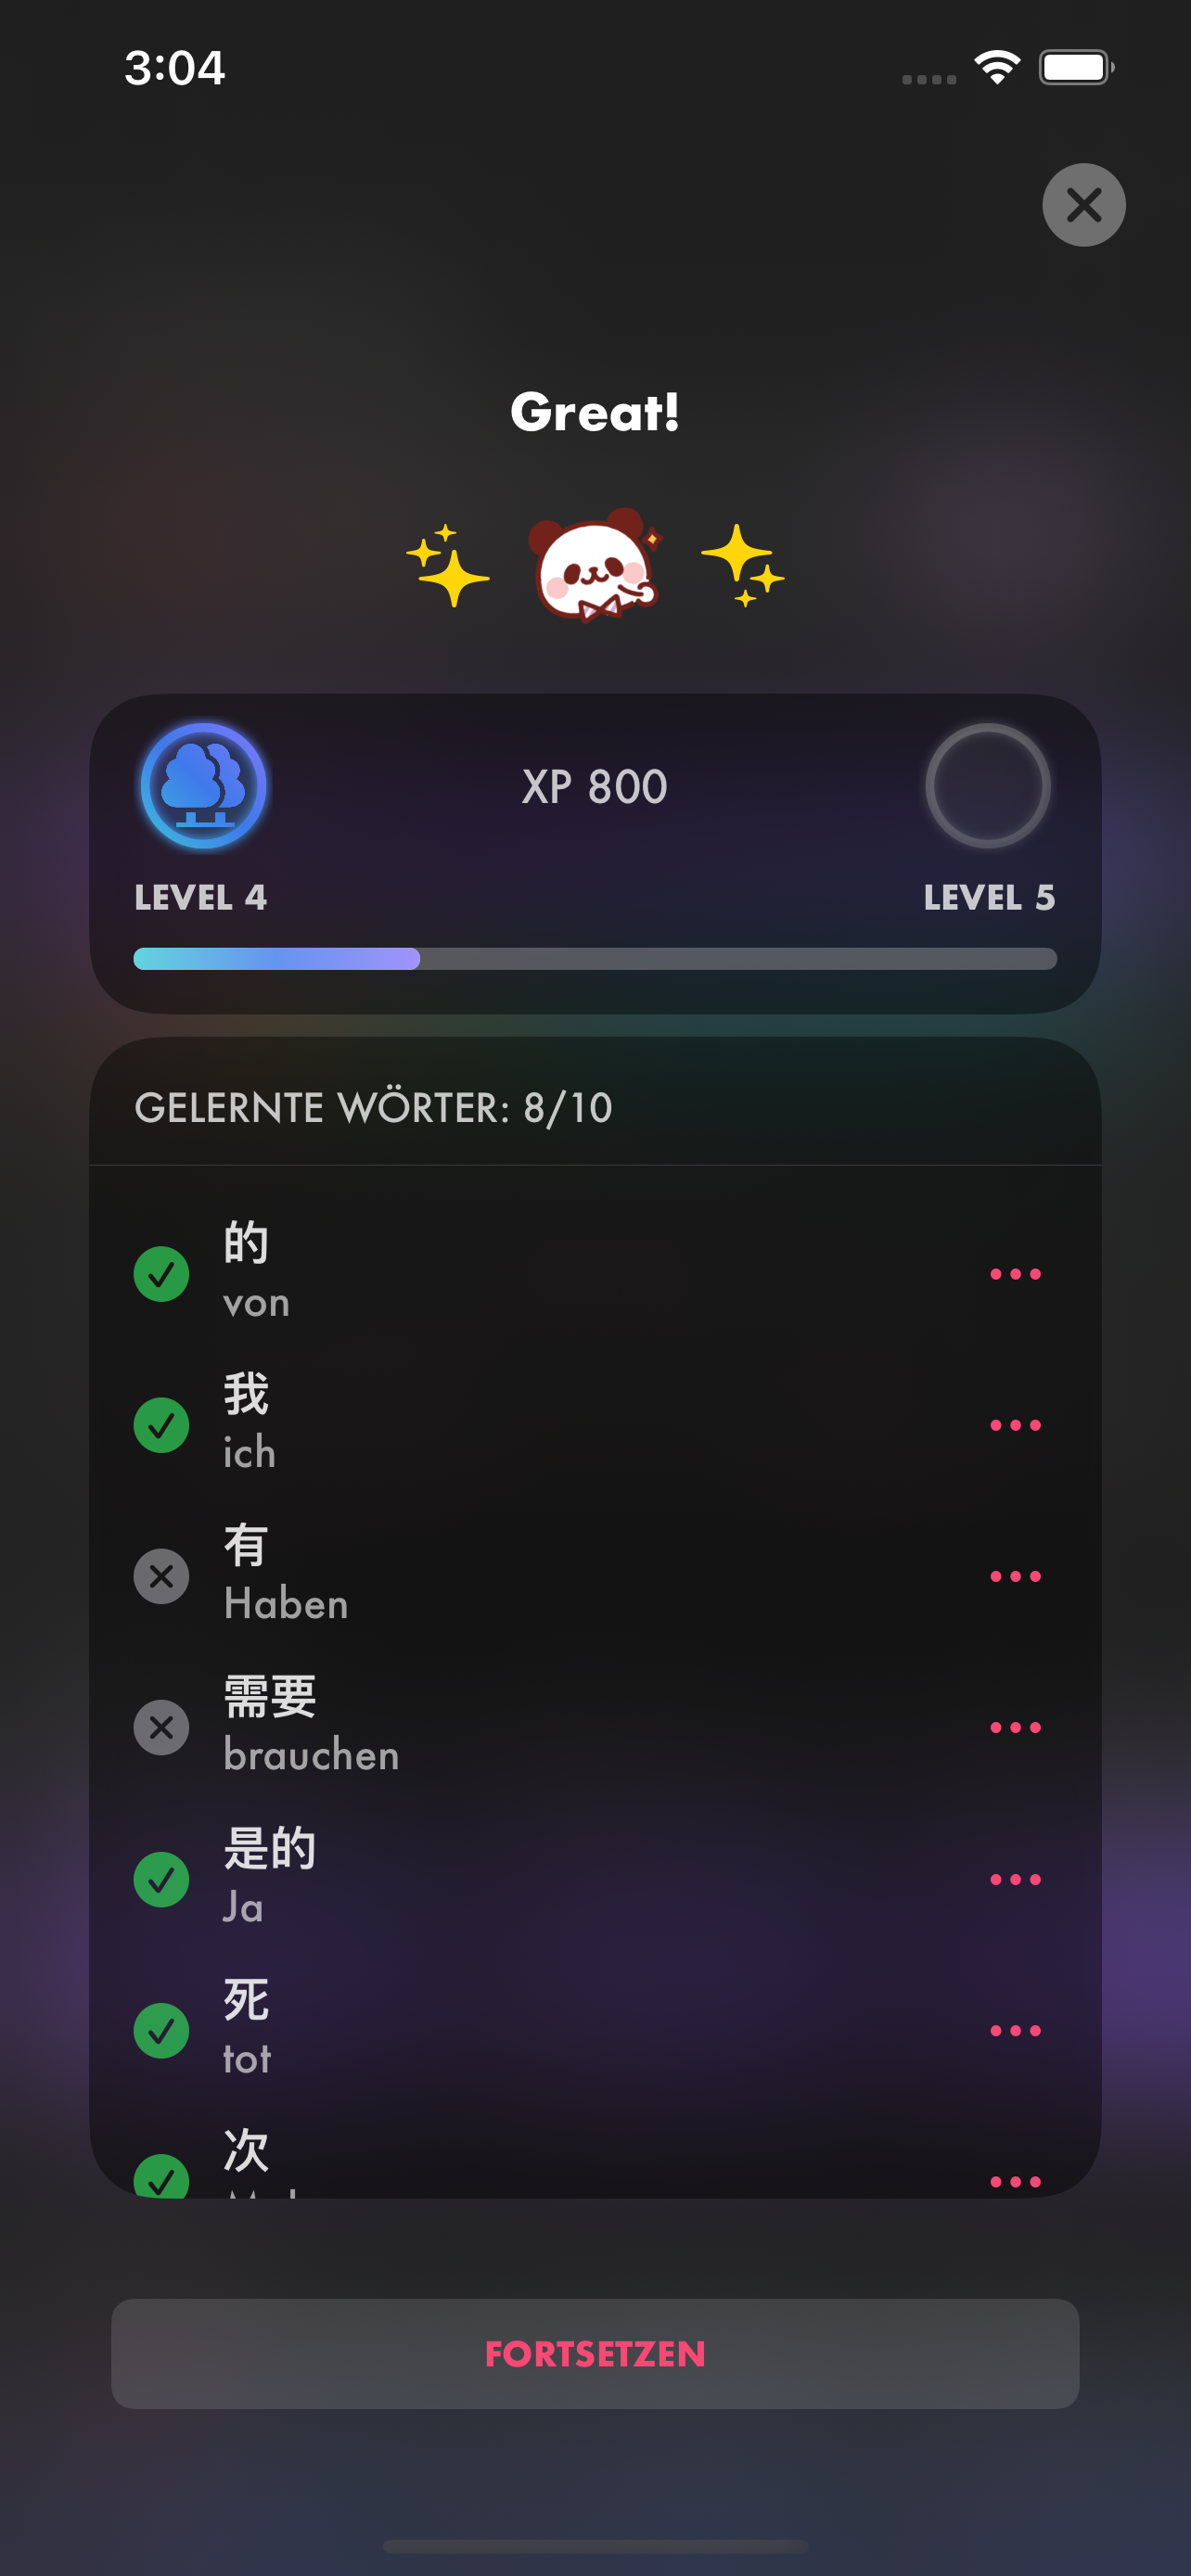 3:04
Great!
XP 800
LEVEL 4
LEVEL 5
GELERNTE WÖRTER: 8/10
的
von
我
ich
有
Haben
需要
brauchen
是的
Ja
死
tot
次
FORTSETZEN